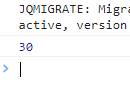 JQMIGRATE: Migra
active, version
30